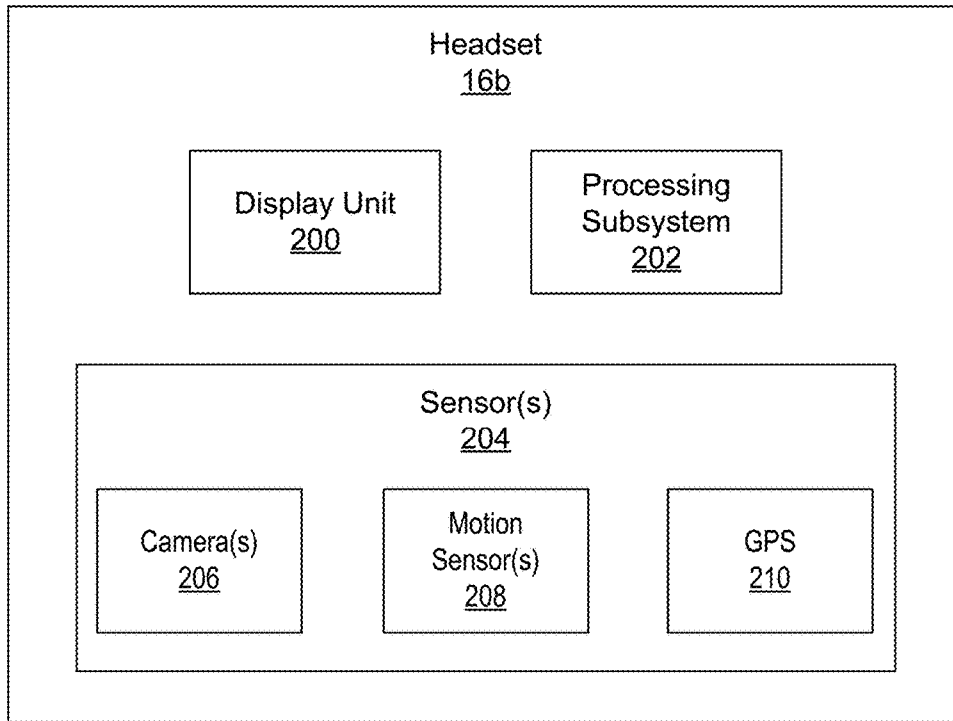 Headset
16b
Display Unit
200
Processing
Subsystem
202
Sensor(s)
204
Camera(s)
206
Motion
Sensor(s)
208
GPS
210